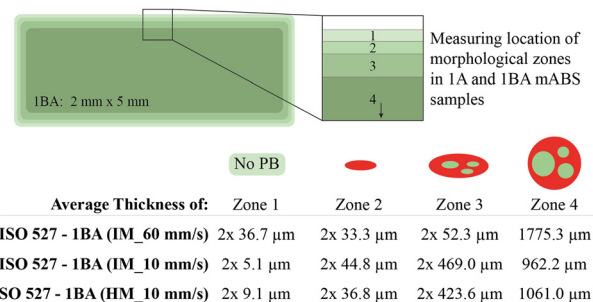 1
2
3
4
1BA: 2 mm x 5 mm
Measuring location of
morphological zones
in 1A and 1BA mABS
samples
No PB
Average Thickness of: Zone 1 Zone 2 Zone 3 Zone 4
ISO 527 - 1BA (IM_60 mm/s) 2x 36.7 µm 2x 33.3 µm 2x 52.3 µm 1775.3 µm
ISO 527 - 1BA (IM_10 mm/s) 2x 5.1 µm 2x 44.8 µm 2x 469.0 µm 962.2 µm
SO 527 - 1BA (HM_10 mm/s) 2x 9.1 µm 2x 36.8 µm 2x 423.6 µm 1061.0 µm